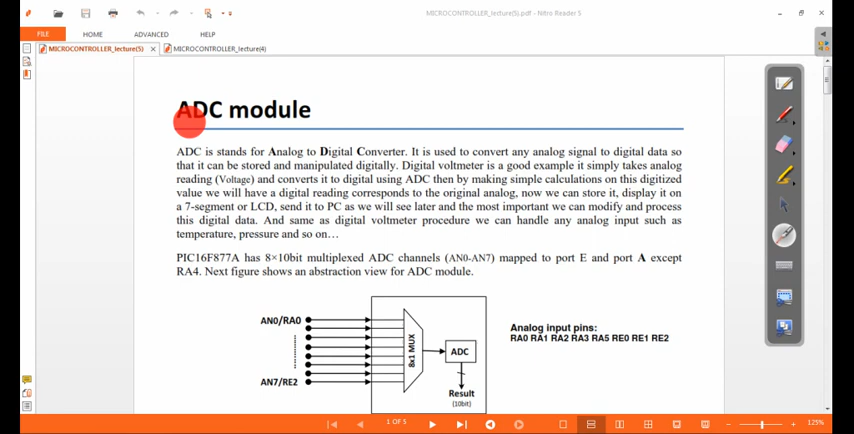 MICROCONTROLLER_lecture(5).pdf - Nitro Reader 5
FILE HOME ADVANCED HELP
MICROCONTROLLER_lecture(5) MICROCONTROLLER_lecture(4)
ADC module
ADC is stands for Analog to Digital Converter. It is used to convert any analog signal to digital data so
that it can be stored and manipulated digitally. Digital voltmeter is a good example it simply takes analog
reading (Voltage) and converts it to digital using ADC then by making simple calculations on this digitized
value we will have a digital reading corresponds to the original analog, now we can store it, display it on
a 7-segment or LCD, send it to PC as we will see later and the most important we can modify and process
this digital data. And same as digital voltmeter procedure we can handle any analog input such as
temperature, pressure and so on…
PIC16F877A has 8×10bit multiplexed ADC channels (AN0-AN7) mapped to port E and port A except
RA4. Next figure shows an abstraction view for ADC module.
AN0/RA0
AN7/RE2
8x1 MUX
ADC
Result
(10bit)
Analog input pins:
RA0 RA1 RA2 RA3 RA5 RE0 RE1 RE2
1 OF 5
125%